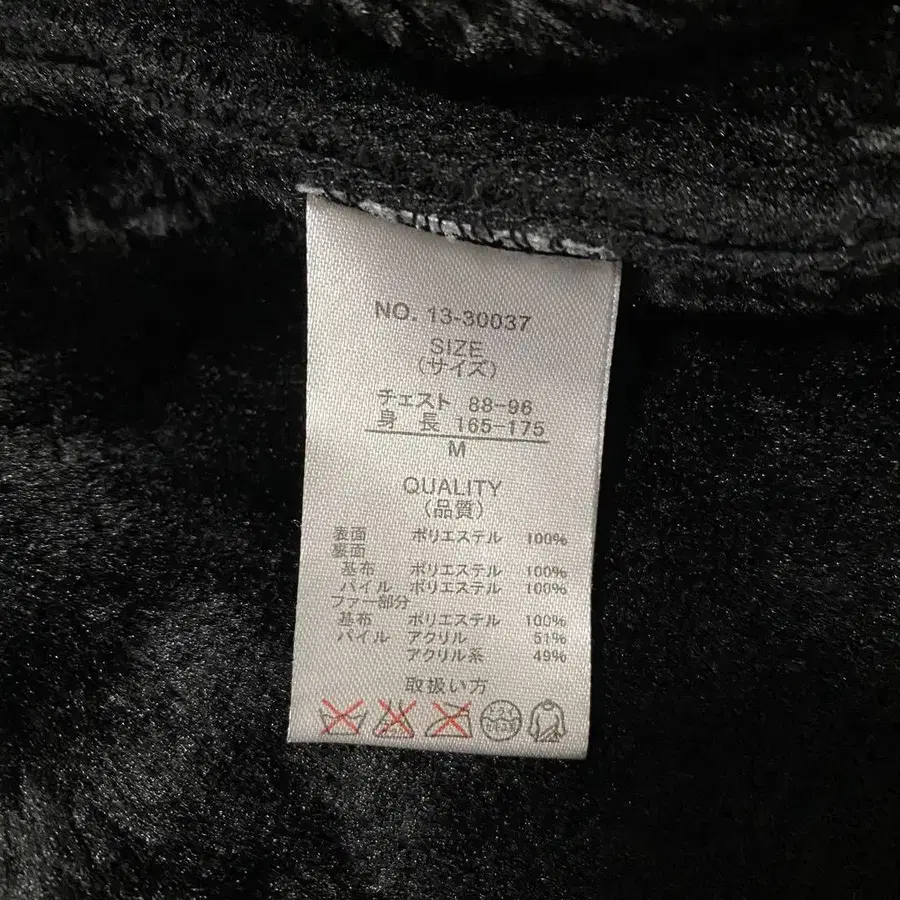 NO. 13-30037
SIZE
(サイズ)
チェスト 88-96
身 長 165-175
M
QUALITY
(品質)
表面 ポリエステル 100%
裏面
基布 ポリエステル 100%
パイル ポリエステル 100%
ファー部分
基布 ポリエステル 100%
パイル アクリル 51%
アクリル系 49%
取扱い方